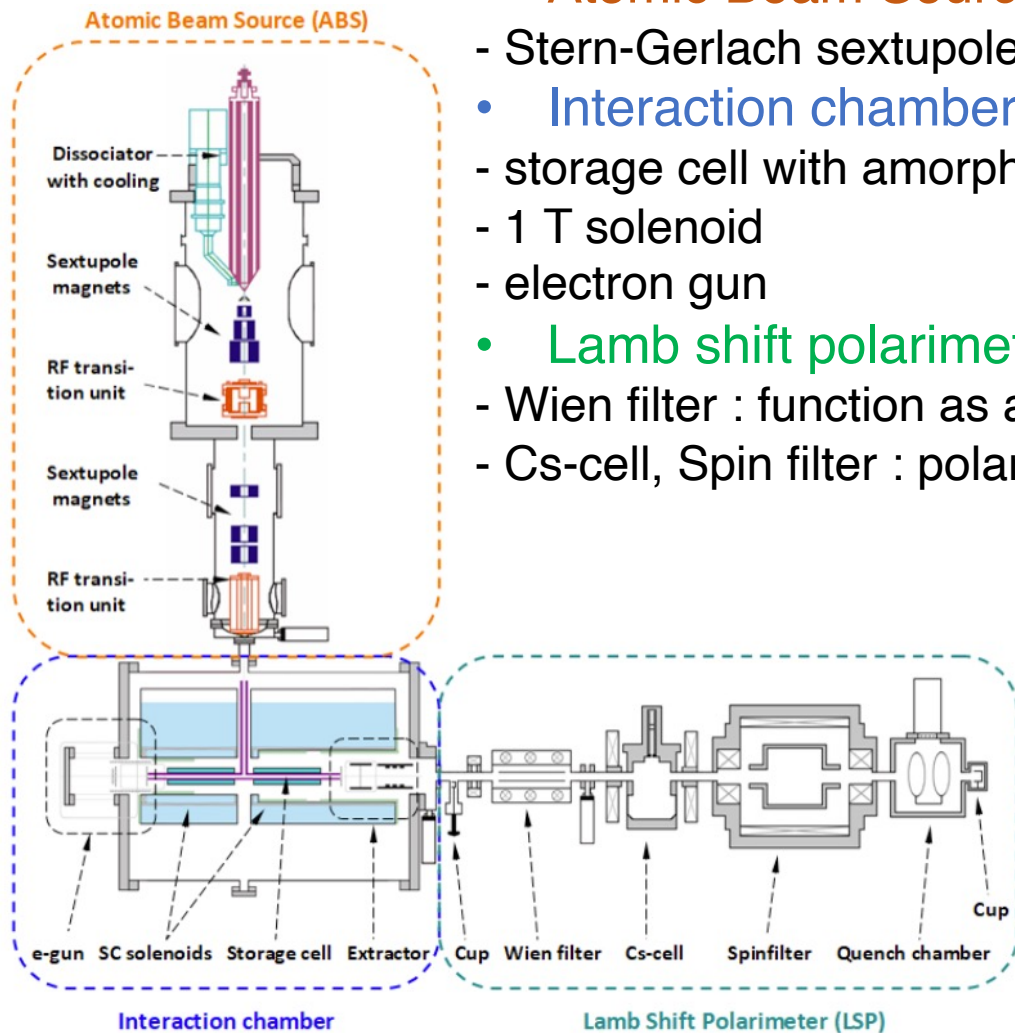 Atomic Beam Source (ABS)
Dissociator
with cooling
Sextupole
magnets
RF transi-
tion unit
Sextupole
magnets
RF transi-
tion unit
- Stern-Gerlach sextupole
• Interaction chamber
- storage cell with amorph
- 1 T solenoid
- electron gun
• Lamb shift polarimet
- Wien filter : function as a
- Cs-cell, Spin filter : polar
e-gun SC solenoids Storage cell Extractor Cup Wien filter Cs-cell Spinfilter Quench chamber
Cup
Interaction chamber
Lamb Shift Polarimeter (LSP)